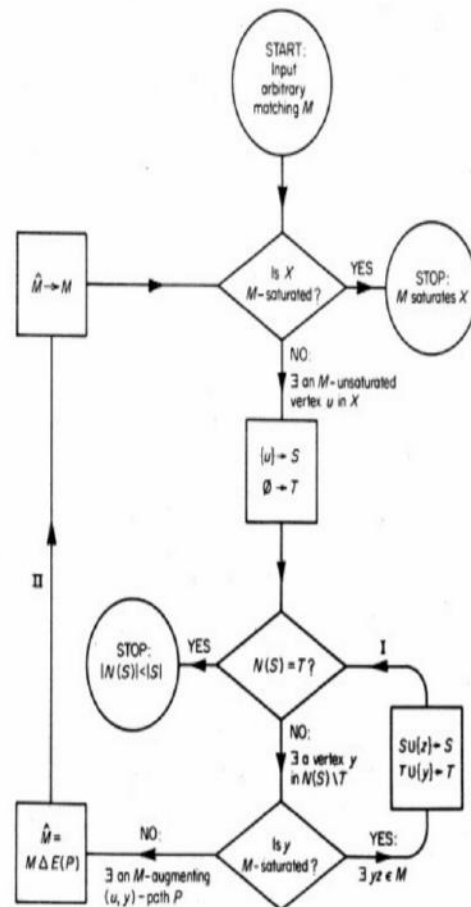 START:
Input
arbitrary
matching M
M̂→M
Is X
M-saturated?
YES
STOP:
M saturates X
NO:
∃ an M-unsaturated
vertex u in X
{u}→S
Ø→T
II
STOP:
|N(S)|<|S|
YES
N(S)=T?
I
NO:
∃ a vertex y
in N(S)\T
S∪{z}→S
T∪{y}→T
M̂=
MΔE(P)
NO:
∃ an M-augmenting
(u,y)-path P
Is y
M-saturated?
YES:
∃ yz∈M